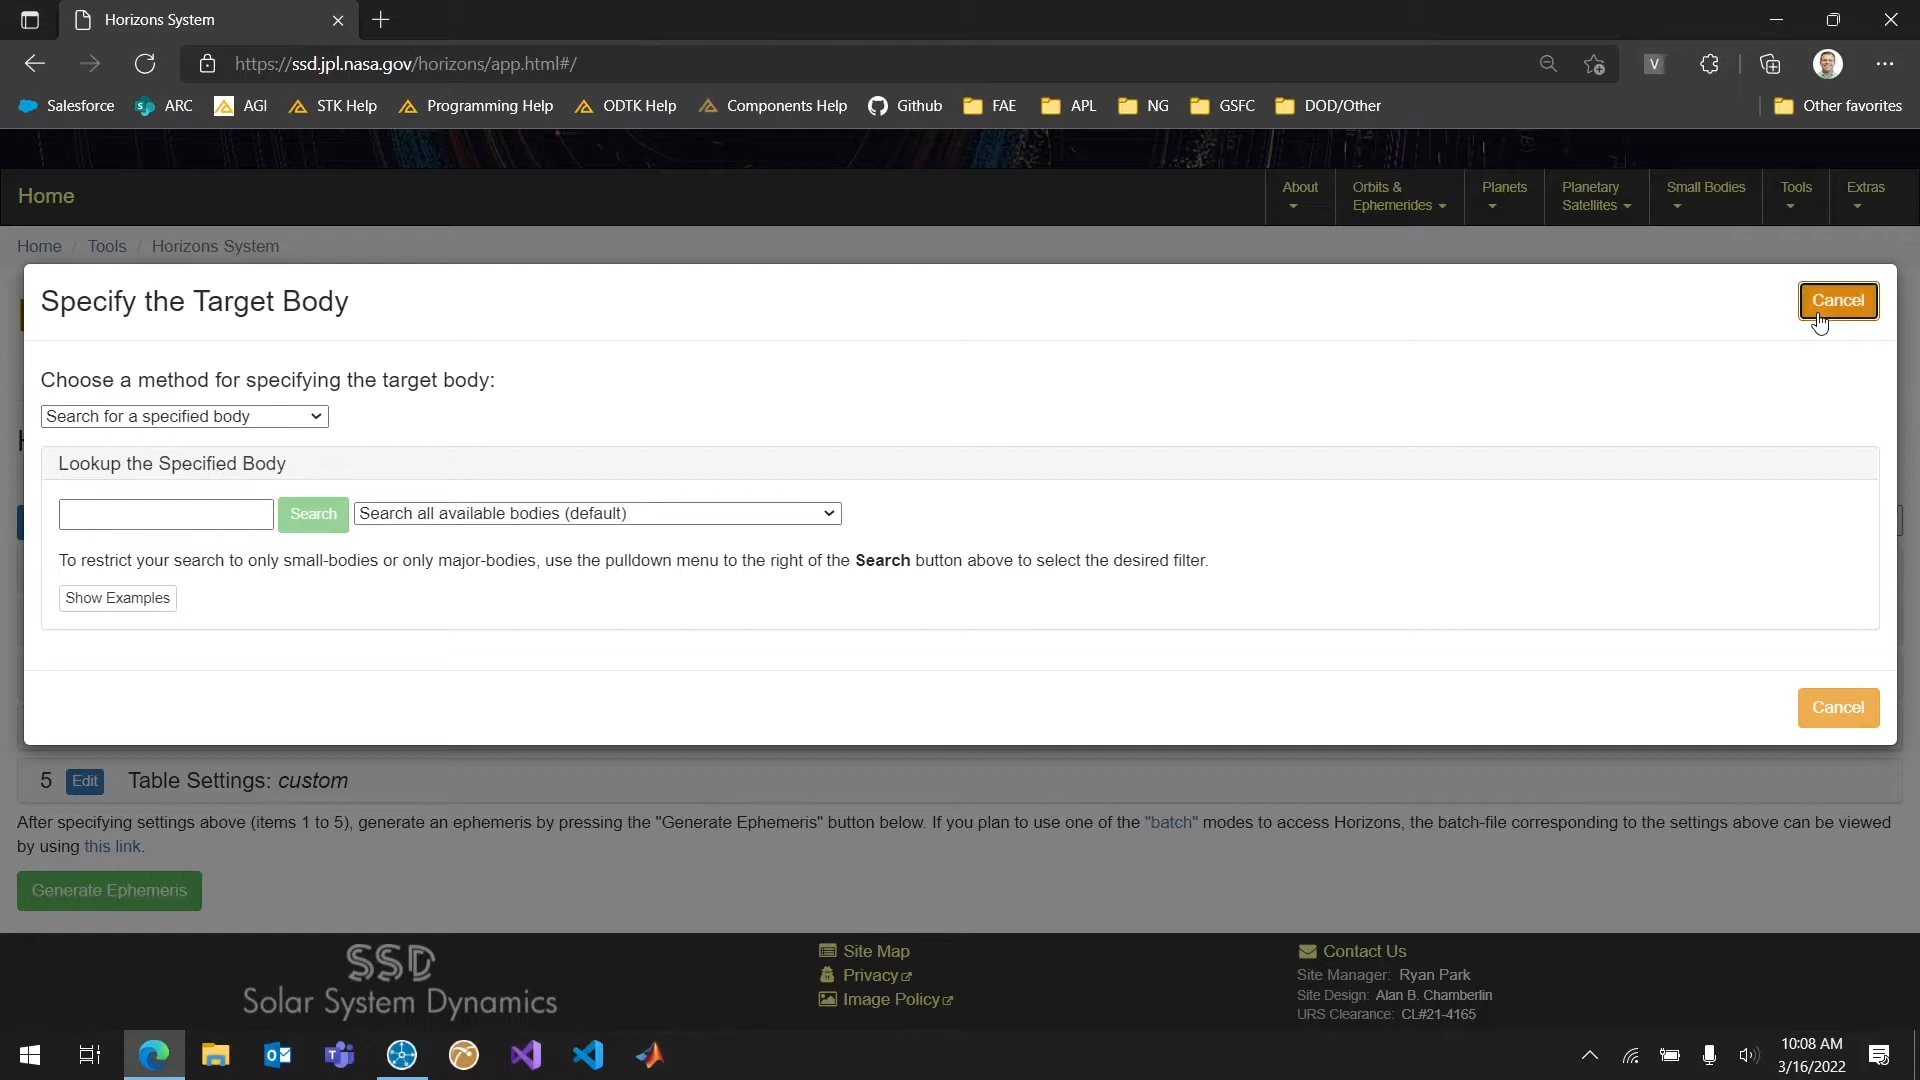 Horizons System
https://ssd.jpl.nasa.gov/horizons/app.html#/
V
Salesforce
ARC
AGI
STK Help
Programming Help
ODTK Help
Components Help
Github
FAE
APL
NG
GSFC
DOD/Other
Other favorites
Home
About
Orbits &
Ephemerides
Planets
Planetary
Satellites
Small Bodies
Tools
Extras
Home / Tools / Horizons System
Specify the Target Body
Cancel
Choose a method for specifying the target body:
Search for a specified body
Lookup the Specified Body
Search
Search all available bodies (default)
To restrict your search to only small-bodies or only major-bodies, use the pulldown menu to the right of the Search button above to select the desired filter.
Show Examples
Cancel
5 Edit Table Settings: custom
After specifying settings above (items 1 to 5), generate an ephemeris by pressing the "Generate Ephemeris" button below. If you plan to use one of the "batch" modes to access Horizons, the batch-file corresponding to the settings above can be viewed
by using this link.
Generate Ephemeris
SSD
Solar System Dynamics
Site Map
Privacy
Image Policy
Contact Us
Site Manager: Ryan Park
Site Design: Alan B. Chamberlin
URS Clearance: CL#21-4165
10:08 AM
3/16/2022